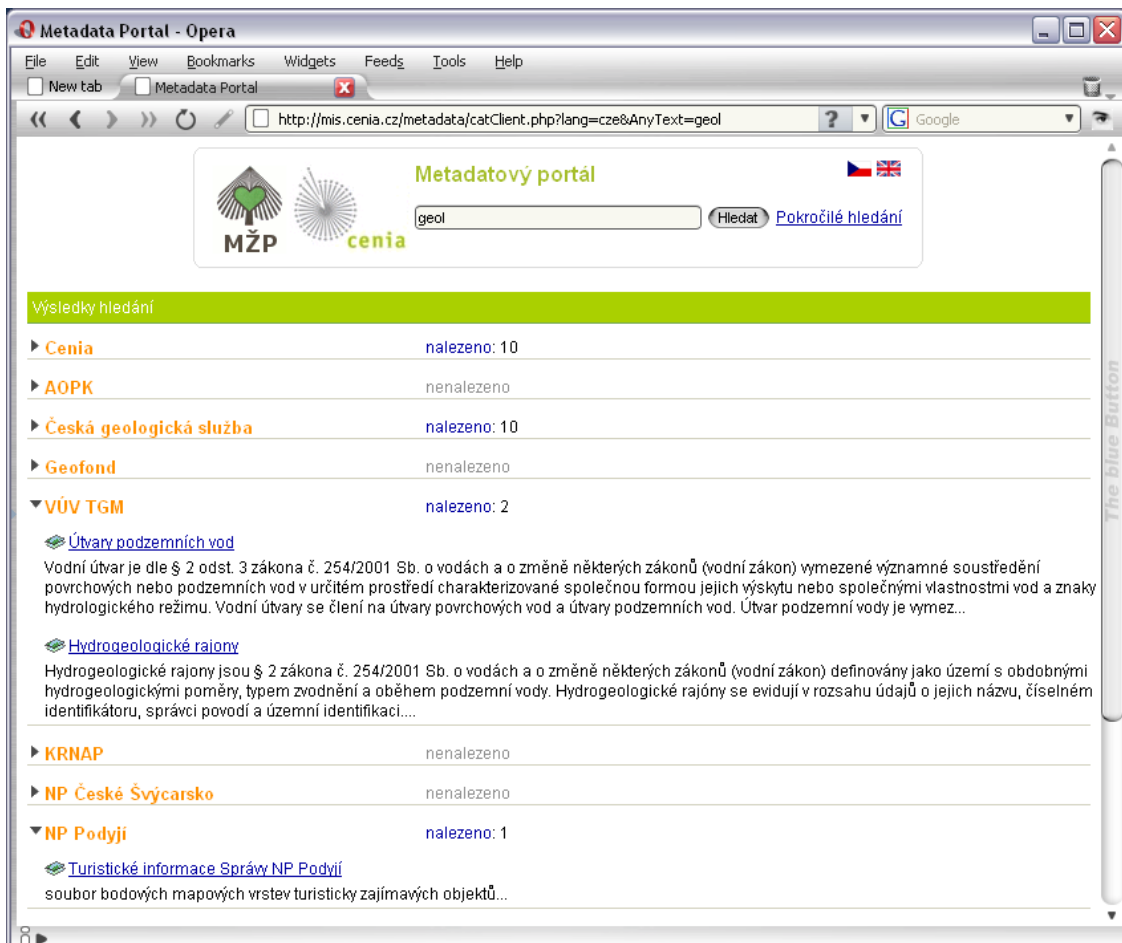 Metadata Portal - Opera
File Edit View Bookmarks Widgets Feeds Tools Help
New tab Metadata Portal
http://mis.cenia.cz/metadata/catClient.php?lang=cze&AnyText=geol ? G Google
Metadatový portál
geol Hledat Pokročilé hledání
MŽP cenia
Výsledky hledání
Cenia nalezeno: 10
AOPK nenalezeno
Česká geologická služba nalezeno: 10
Geofond nenalezeno
VÚV TGM nalezeno: 2
Útvary podzemních vod
Vodní útvar je dle § 2 odst. 3 zákona č. 254/2001 Sb. o vodách a o změně některých zákonů (vodní zákon) vymezené významné soustředění
povrchových nebo podzemních vod v určitém prostředí charakterizované společnou formou jejich výskytu nebo společnými vlastnostmi vod a znaky
hydrologického režimu. Vodní útvary se člení na útvary povrchových vod a útvary podzemních vod. Útvar podzemní vody je vymez...
Hydrogeologické rajony
Hydrogeologické rajony jsou § 2 zákona č. 254/2001 Sb. o vodách a o změně některých zákonů (vodní zákon) definovány jako území s obdobnými
hydrogeologickými poměry, typem zvodnění a oběhem podzemní vody. Hydrogeologické rajóny se evidují v rozsahu údajů o jejich názvu, číselném
identifikátoru, správci povodí a územní identifikaci....
KRNAP nenalezeno
NP České Švýcarsko nenalezeno
NP Podyjí nalezeno: 1
Turistické informace Správy NP Podyjí
soubor bodových mapových vrstev turisticky zajímavých objektů...
The blue Button